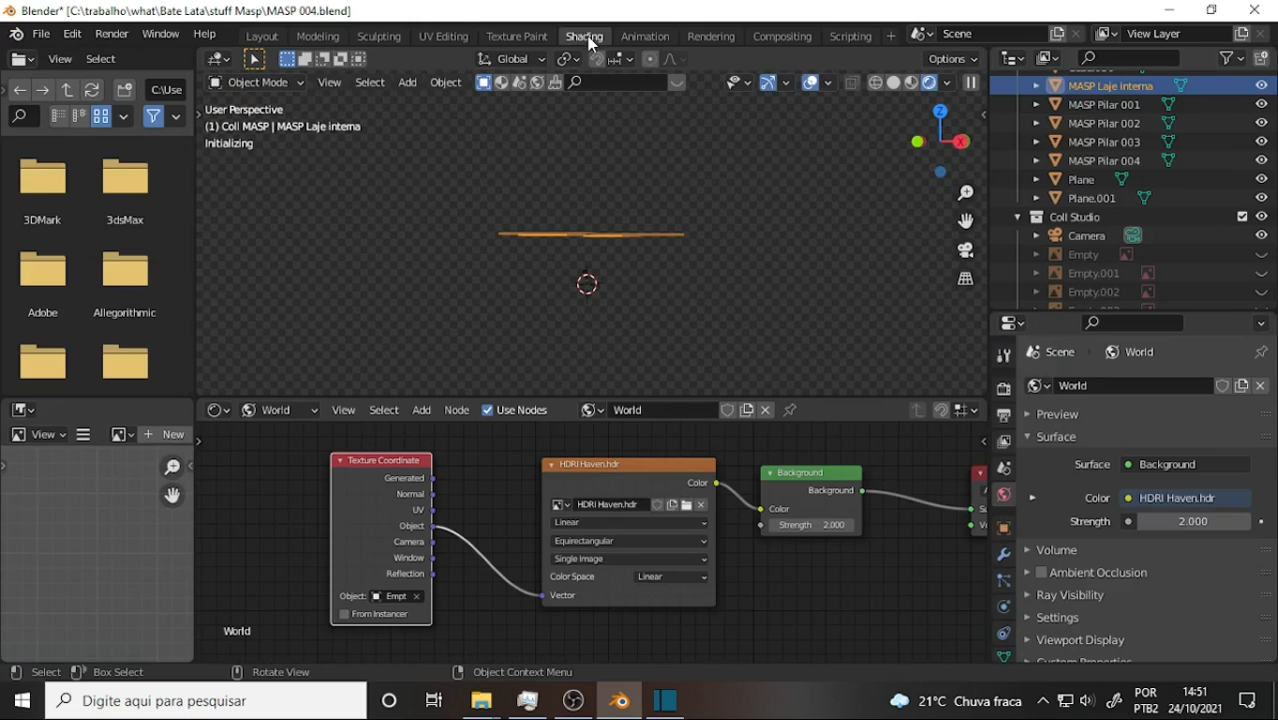 Blender* [C:\trabalho\what\Bate Lata\stuff Masp\MASP 004.blend]
File Edit Render Window Help
Layout Modeling Sculpting UV Editing Texture Paint Shading Animation Rendering Compositing Scripting
Scene
View Layer
View Select
Global
Options
Object Mode View Select Add Object
C:\Use
User Perspective
(1) Coll MASP | MASP Laje interna
Initializing
Z
X
3DMark
3dsMax
Adobe
Allegorithmic
MASP Laje interna
MASP Pilar 001
MASP Pilar 002
MASP Pilar 003
MASP Pilar 004
Plane
Plane.001
Coll Studio
Camera
Empty
Empty.001
Empty.002
Scene World
World
Preview
Surface
Surface Background
Color HDRI Haven.hdr
Strength 2.000
Volume
Ambient Occlusion
Ray Visibility
Settings
Viewport Display
View New
World View Select Add Node Use Nodes World
Texture Coordinate
Generated
Normal
UV
Object
Camera
Window
Reflection
Object: Empt
From Instancer
HDRI Haven.hdr
Color
HDRI Haven.hdr
Linear
Equirectangular
Single Image
Color Space Linear
Vector
Background
Background
Color
Strength 2.000
World
Select Box Select Rotate View Object Context Menu
Digite aqui para pesquisar
21°C Chuva fraca
POR
PTB2
14:51
24/10/2021